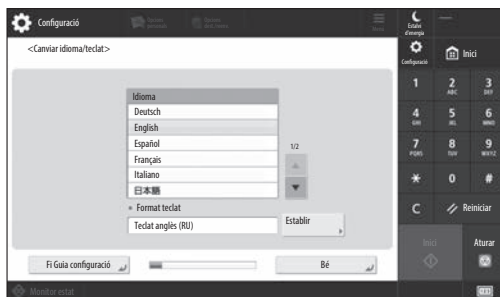 Configuració
Menú
Estalvi
d'energia
<Canviar idioma/teclat>
Configuració
Inici
Idioma
Deutsch
English
Español
Français
Italiano
日本語
1/2
Format teclat
Teclat anglès (RU)
Establir
Fi Guia configuració
Bé
1
2
ABC
3
DEF
4
GHI
5
JKL
6
MNO
7
PQRS
8
TUV
9
WXYZ
0
#
C
Reiniciar
Inici
Aturar
Monitor estat